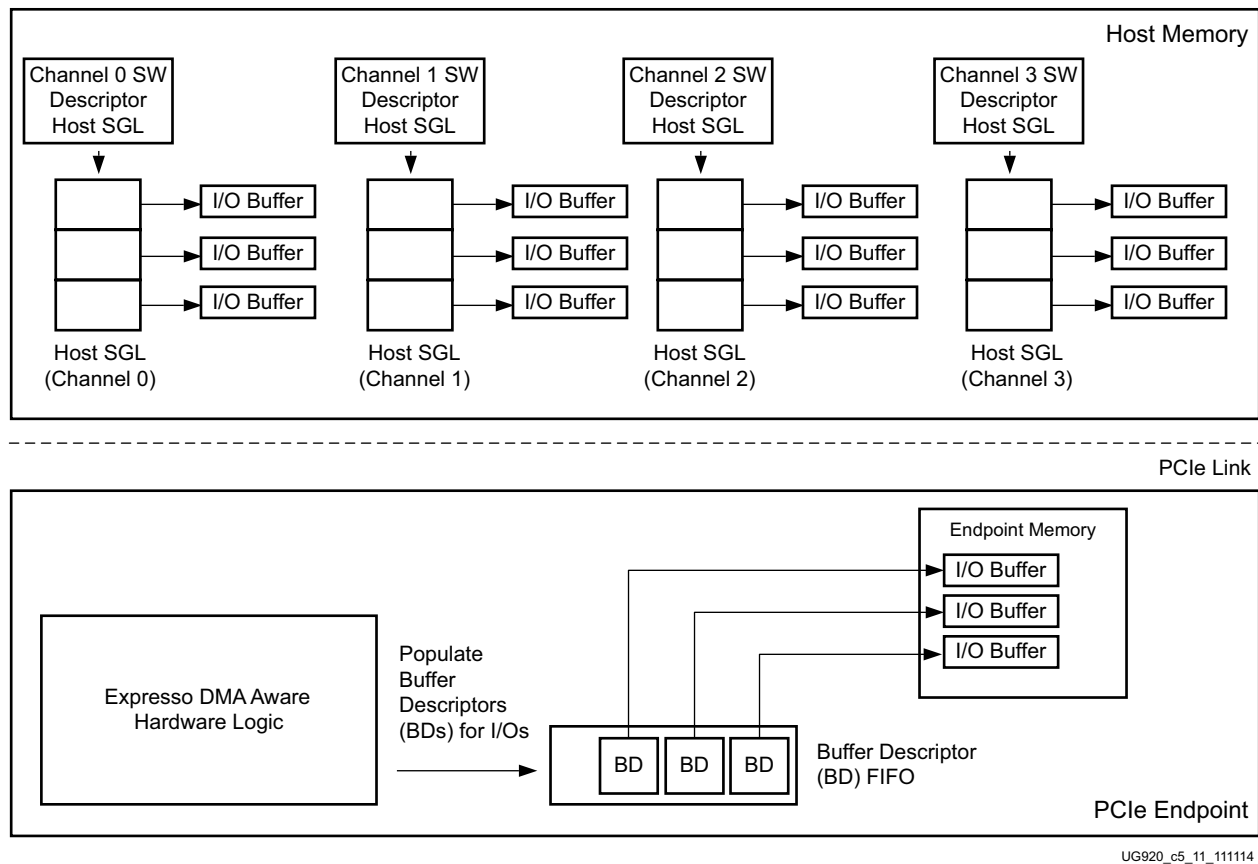 Host Memory
Channel 0 SW
Descriptor
Host SGL
Channel 1 SW
Descriptor
Host SGL
Channel 2 SW
Descriptor
Host SGL
Channel 3 SW
Descriptor
Host SGL
I/O Buffer
I/O Buffer
I/O Buffer
I/O Buffer
I/O Buffer
I/O Buffer
I/O Buffer
I/O Buffer
I/O Buffer
I/O Buffer
I/O Buffer
I/O Buffer
Host SGL
(Channel 0)
Host SGL
(Channel 1)
Host SGL
(Channel 2)
Host SGL
(Channel 3)
PCIe Link
Endpoint Memory
I/O Buffer
I/O Buffer
I/O Buffer
Expresso DMA Aware
Hardware Logic
Populate
Buffer
Descriptors
(BDs) for I/Os
BD
BD
BD
Buffer Descriptor
(BD) FIFO
PCIe Endpoint
UG920_c5_11_111114